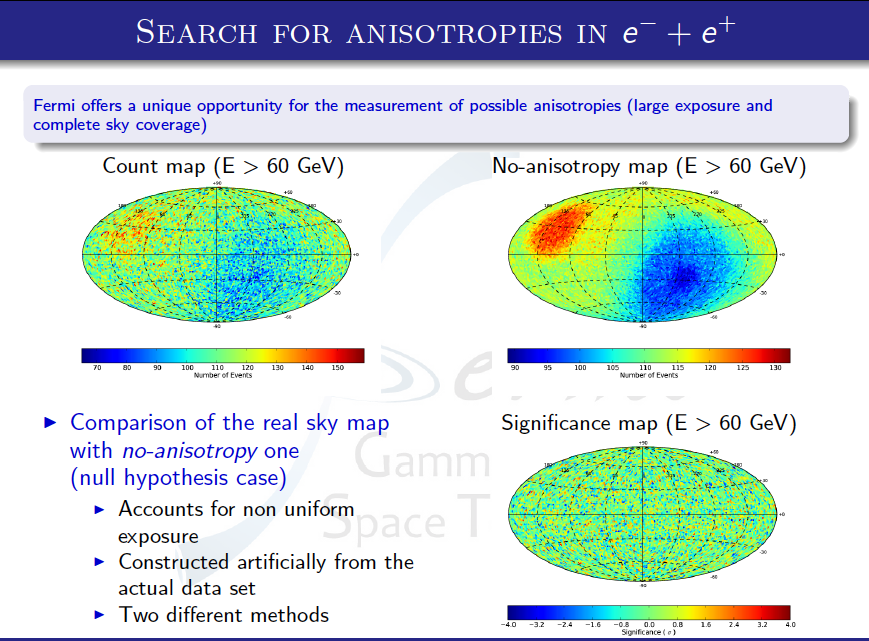 SEARCH FOR ANISOTROPIES IN e⁻ + e⁺
Fermi offers a unique opportunity for the measurement of possible anisotropies (large exposure and
complete sky coverage)
Count map (E > 60 GeV)
No-anisotropy map (E > 60 GeV)
70 80 90 100 110 120 130 140 150
Number of Events
90 95 100 105 110 115 120 125 130
Number of Events
▶ Comparison of the real sky map
with no-anisotropy one
(null hypothesis case)
▶ Accounts for non uniform
exposure
▶ Constructed artificially from the
actual data set
▶ Two different methods
Significance map (E > 60 GeV)
−4.0 −3.2 −2.4 −1.6 −0.8 0.0 0.8 1.6 2.4 3.2 4.0
Significance ( σ )
Gamm
Space T